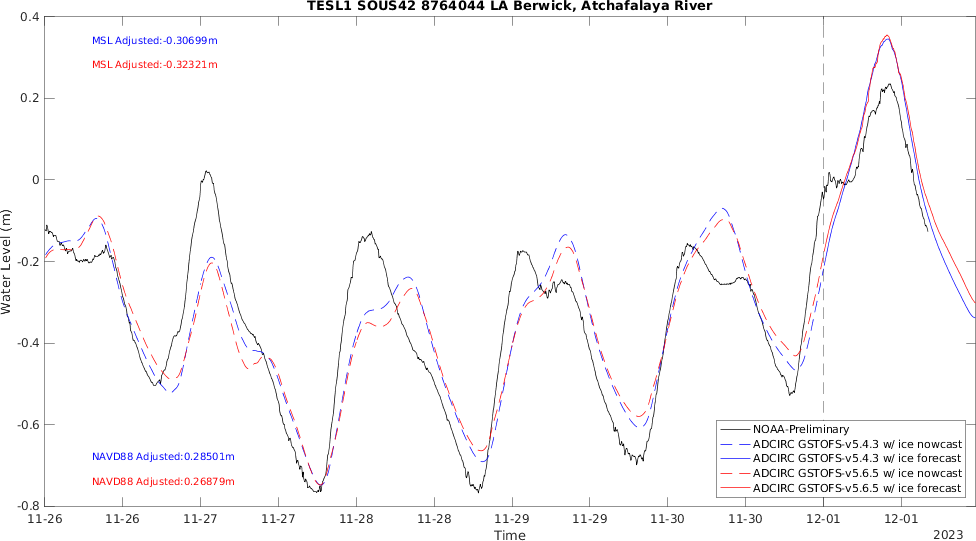 TESL1 SOUS42 8764044 LA Berwick, Atchafalaya River
0.4
0.2
0
-0.2
-0.4
-0.6
-0.8
Water Level (m)
MSL Adjusted:-0.30699m
MSL Adjusted:-0.32321m
NAVD88 Adjusted:0.28501m
NAVD88 Adjusted:0.26879m
NOAA-Preliminary
ADCIRC GSTOFS-v5.4.3 w/ ice nowcast
ADCIRC GSTOFS-v5.4.3 w/ ice forecast
ADCIRC GSTOFS-v5.6.5 w/ ice nowcast
ADCIRC GSTOFS-v5.6.5 w/ ice forecast
11-26 11-26 11-27 11-27 11-28 11-28 11-29 11-29 11-30 11-30 12-01 12-01
Time
2023